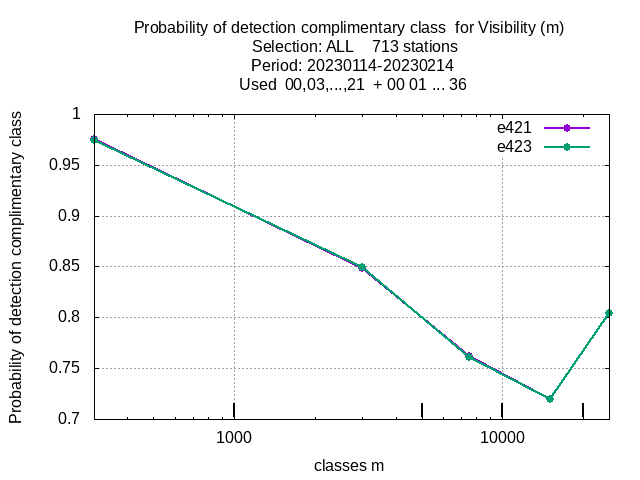 Probability of detection complimentary class  for Visibility (m)
Selection: ALL    713 stations
Period: 20230114-20230214
Used  00,03,...,21  + 00 01 ... 36
Probability of detection complimentary class
1
0.95
0.9
0.85
0.8
0.75
0.7
e421
e423
1000
10000
classes m